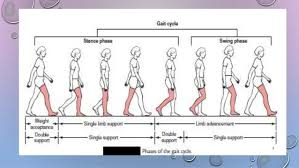 Gait cycle
Stance phase
Swing phase
Weight acceptance
Single limb support
Limb advancement
Double support
Single support
Double support
Single support
Phases of the gait cycle.